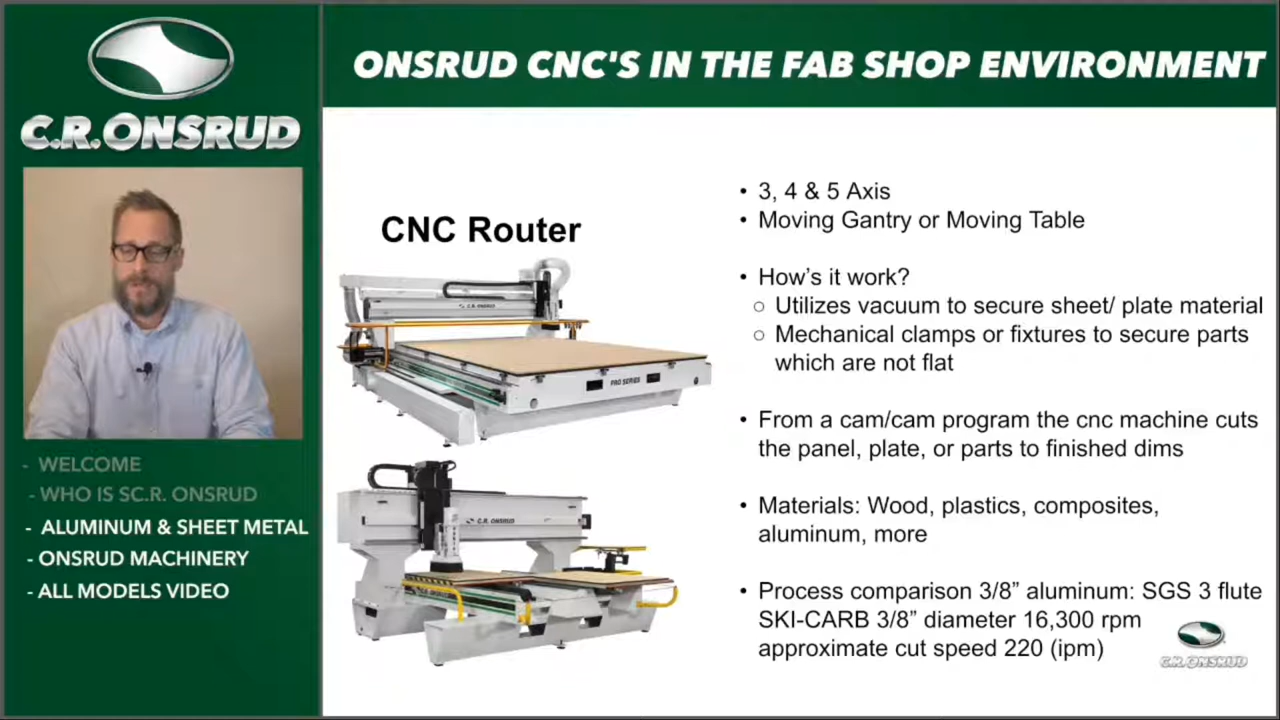 C.R.ONSRUD
ONSRUD CNC'S IN THE FAB SHOP ENVIRONMENT
- WELCOME
- WHO IS SC.R. ONSRUD
- ALUMINUM & SHEET METAL
- ONSRUD MACHINERY
- ALL MODELS VIDEO
CNC Router
C.R. ONSRUD
PRO SERIES
C.R. ONSRUD
• 3, 4 & 5 Axis
• Moving Gantry or Moving Table
• How's it work?
○ Utilizes vacuum to secure sheet/ plate material
○ Mechanical clamps or fixtures to secure parts
which are not flat
• From a cam/cam program the cnc machine cuts
the panel, plate, or parts to finished dims
• Materials: Wood, plastics, composites,
aluminum, more
• Process comparison 3/8” aluminum: SGS 3 flute
SKI-CARB 3/8” diameter 16,300 rpm
approximate cut speed 220 (ipm)
C.R.ONSRUD